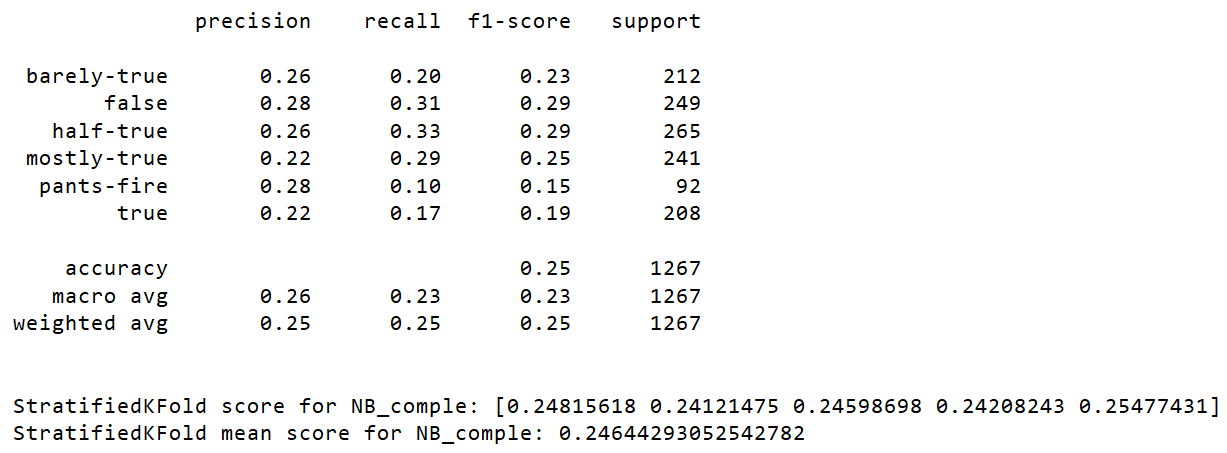 precision recall f1-score support
barely-true 0.26 0.20 0.23 212
false 0.28 0.31 0.29 249
half-true 0.26 0.33 0.29 265
mostly-true 0.22 0.29 0.25 241
pants-fire 0.28 0.10 0.15 92
true 0.22 0.17 0.19 208
accuracy 0.25 1267
macro avg 0.26 0.23 0.23 1267
weighted avg 0.25 0.25 0.25 1267
StratifiedKFold score for NB_comple: [0.24815618 0.24121475 0.24598698 0.24208243 0.25477431]
StratifiedKFold mean score for NB_comple: 0.24644293052542782